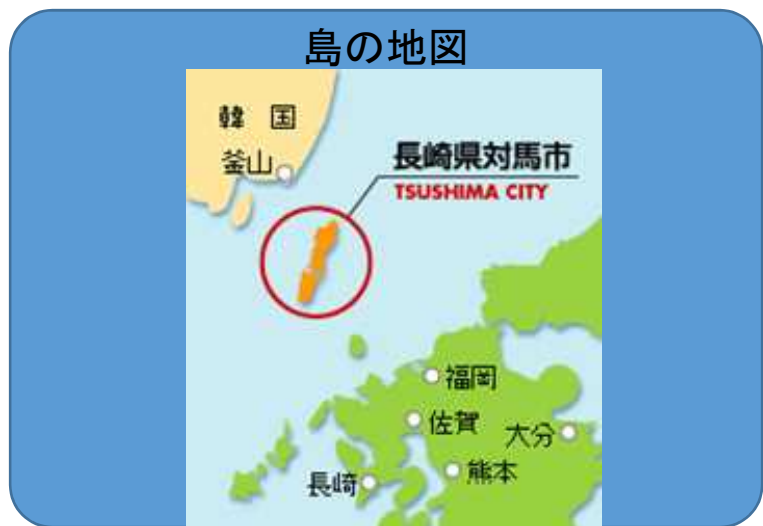 島の地図
韓国
釜山
長崎県対馬市
TSUSHIMA CITY
福岡
佐賀
大分
熊本
長崎